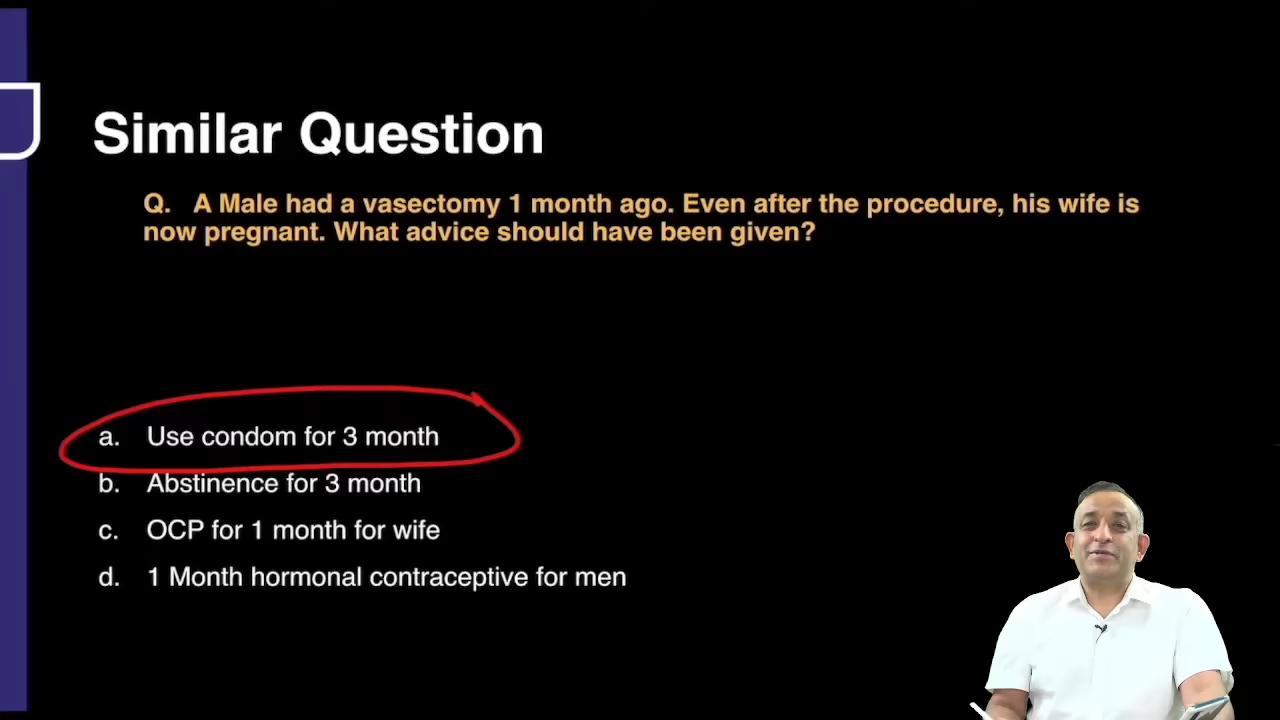 Similar Question
Q. A Male had a vasectomy 1 month ago. Even after the procedure, his wife is
now pregnant. What advice should have been given?
a. Use condom for 3 month
b. Abstinence for 3 month
c. OCP for 1 month for wife
d. 1 Month hormonal contraceptive for men